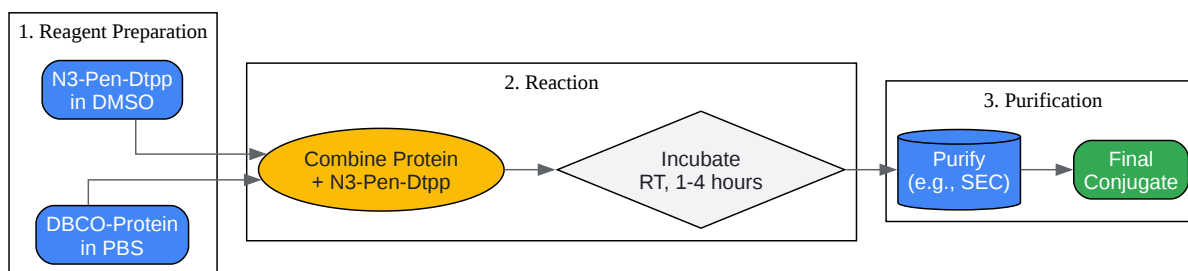 1. Reagent Preparation
N3-Pen-Dtpp
in DMSO
DBCO-Protein
in PBS
2. Reaction
Combine Protein
+ N3-Pen-Dtpp
Incubate
RT, 1-4 hours
3. Purification
Purify
(e.g., SEC)
Final
Conjugate